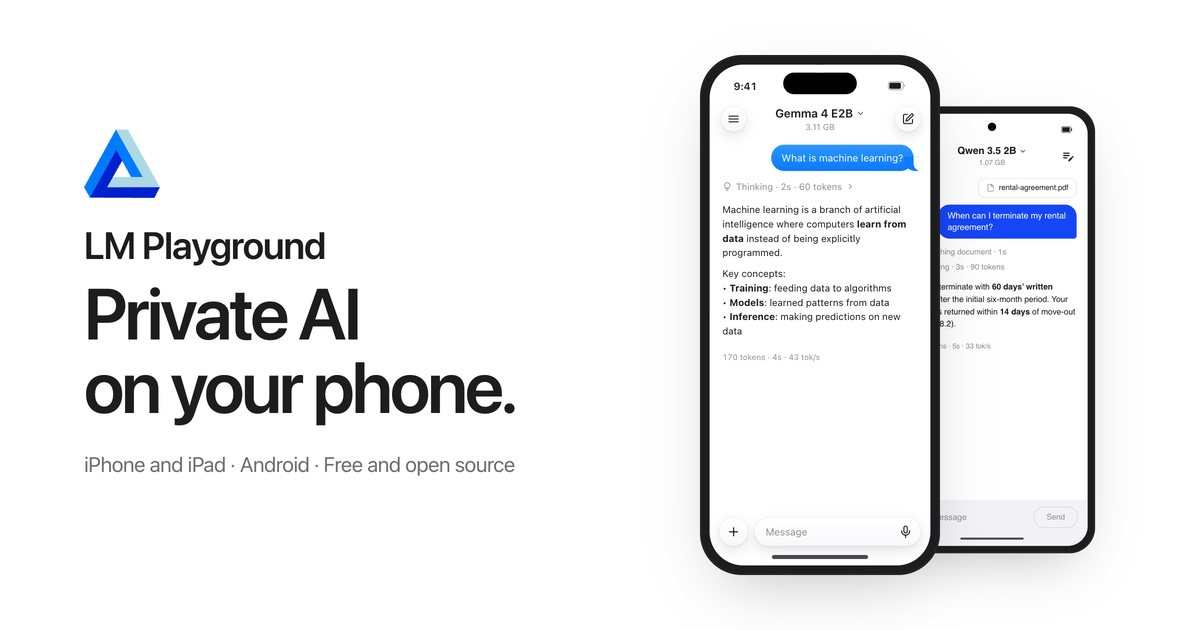 LM Playground
Private AI
on your phone.
iPhone and iPad · Android · Free and open source
9:41
Gemma 4 E2B
3.11 GB
What is machine learning?
Thinking · 2s · 60 tokens
Machine learning is a branch of artificial
intelligence where computers learn from
data instead of being explicitly
programmed.
Key concepts:
• Training: feeding data to algorithms
• Models: learned patterns from data
• Inference: making predictions on new
data
170 tokens · 4s · 43 tok/s
Message
Qwen 3.5 2B
1.07 GB
rental-agreement.pdf
When can I terminate my rental
agreement?
document · 1s
· 3s · 90 tokens
terminate with 60 days' written
the initial six-month period. Your
returned within 14 days of move-out
8.2).
· 5s · 33 tok/s
Send